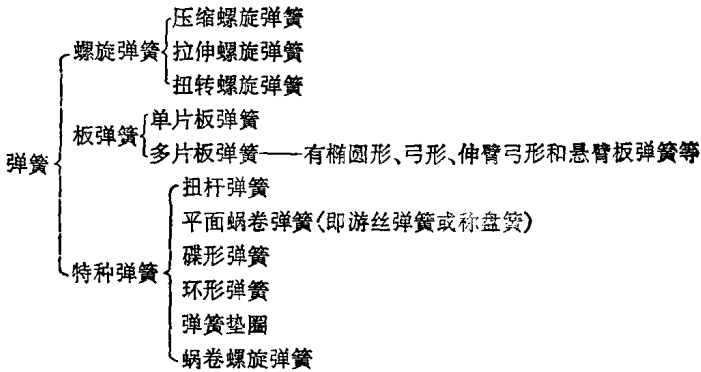 压缩螺旋弹簧
螺旋弹簧
拉伸螺旋弹簧
扭转螺旋弹簧
单片板弹簧
板弹簧
多片板弹簧——有椭圆形、弓形、伸臂弓形和悬臂板弹簧等
弹簧
扭杆弹簧
平面蜗卷弹簧(即游丝弹簧或称盘簧)
碟形弹簧
特种弹簧
环形弹簧
弹簧垫圈
蜗卷螺旋弹簧